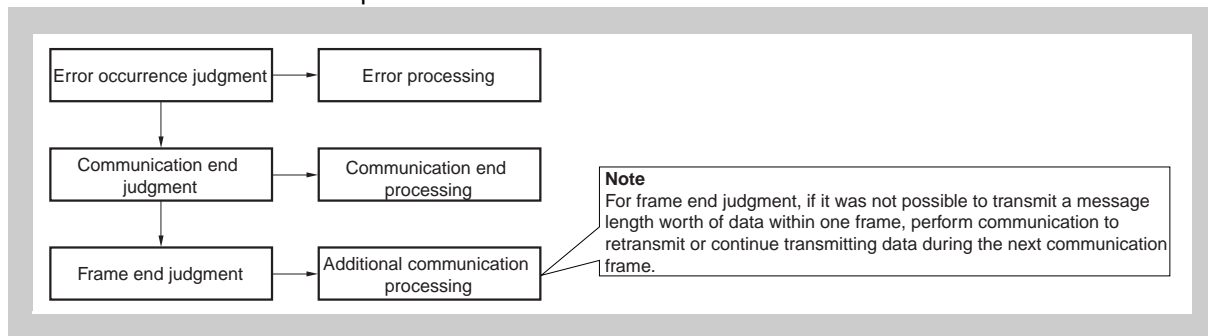 Error occurrence judgment
Error processing
Communication end
judgment
Communication end
processing
Note
For frame end judgment, if it was not possible to transmit a message
length worth of data within one frame, perform communication to
retransmit or continue transmitting data during the next communication
frame.
Frame end judgment
Additional communication
processing